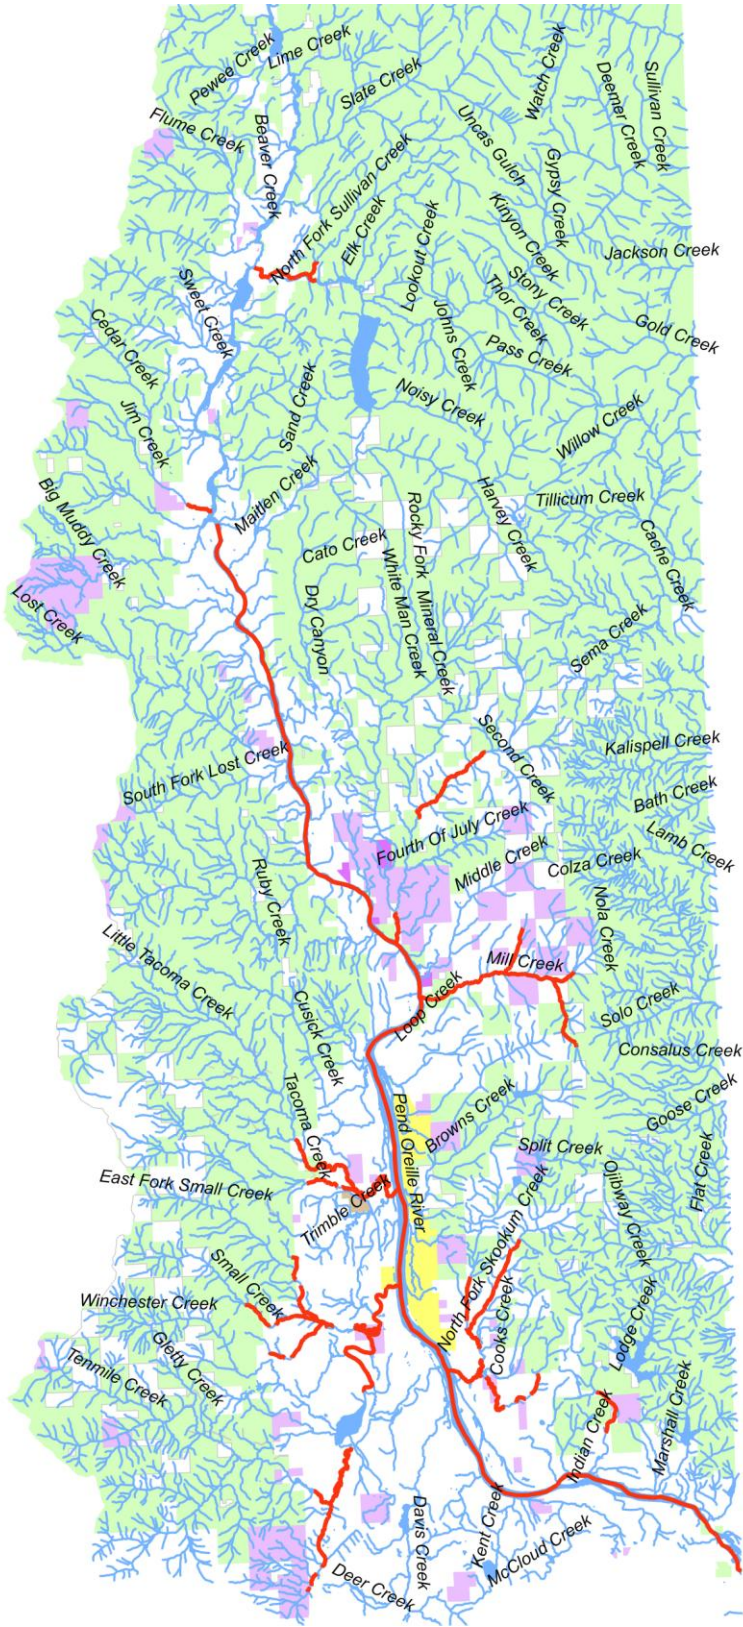 Pewee Creek
Lime Creek
Slate Creek
Watch Creek
Deemer Creek
Sullivan Creek
Flume Creek
Beaver Creek
Uncas Gulch
Gypsy Creek
North Fork Sullivan Creek
Elk Creek
Lookout Creek
Kinyon Creek
Jackson Creek
Sweet Creek
Stony Creek
Thor Creek
Gold Creek
Cedar Creek
Johns Creek
Pass Creek
Sand Creek
Noisy Creek
Jim Creek
Willow Creek
Big Muddy Creek
Maitlen Creek
Harvey Creek
Tillicum Creek
Rocky Fork
Mineral Creek
Cato Creek
White Man Creek
Cache Creek
Lost Creek
Dry Canyon
Sema Creek
Second Creek
Kalispell Creek
South Fork Lost Creek
Bath Creek
Fourth Of July Creek
Lamb Creek
Middle Creek
Colza Creek
Ruby Creek
Nola Creek
Little Tacoma Creek
Mill Creek
Loop Creek
Cusick Creek
Solo Creek
Consalus Creek
Tacoma Creek
Pend Oreille River
Browns Creek
Goose Creek
Split Creek
Flat Creek
East Fork Small Creek
Trimble Creek
Ojibway Creek
North Fork Skookum Creek
Small Creek
Winchester Creek
Cooks Creek
Lodge Creek
Gletty Creek
Tenmile Creek
Indian Creek
Marshall Creek
Davis Creek
Kent Creek
McCloud Creek
Deer Creek